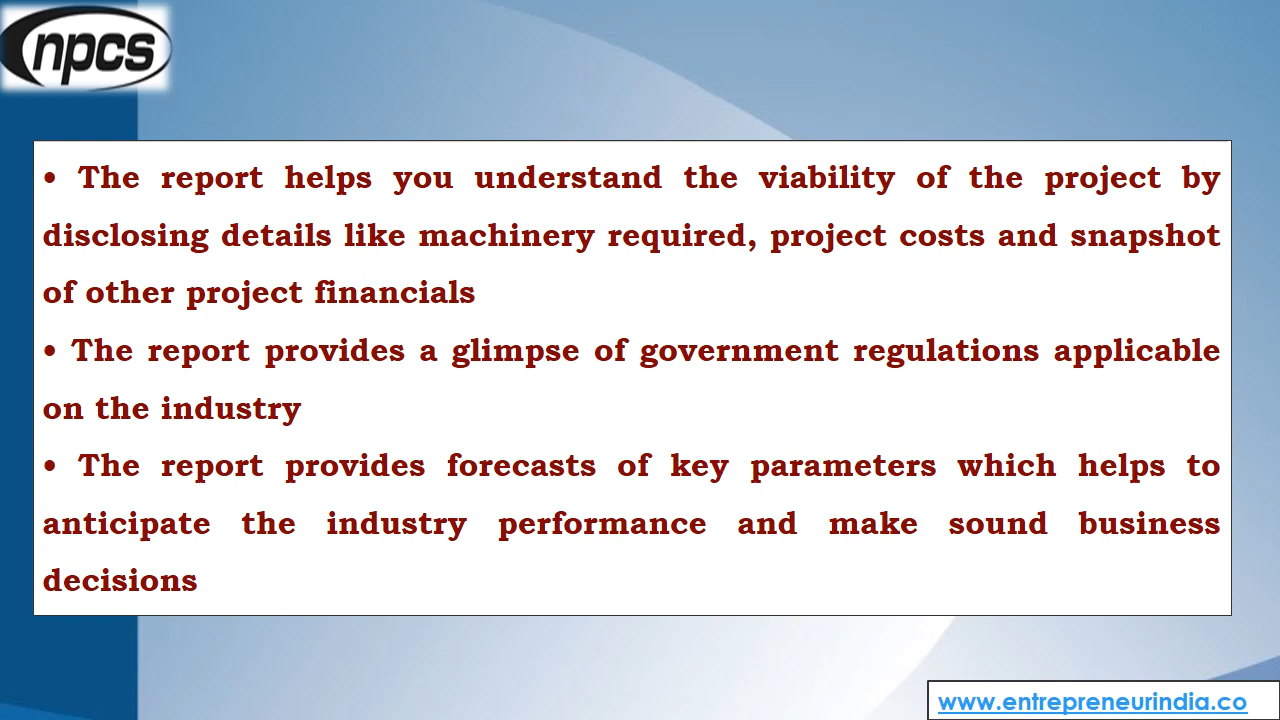 npcs
• The report helps you understand the viability of the project by
disclosing details like machinery required, project costs and snapshot
of other project financials
• The report provides a glimpse of government regulations applicable
on the industry
• The report provides forecasts of key parameters which helps to
anticipate the industry performance and make sound business
decisions
www.entrepreneurindia.co